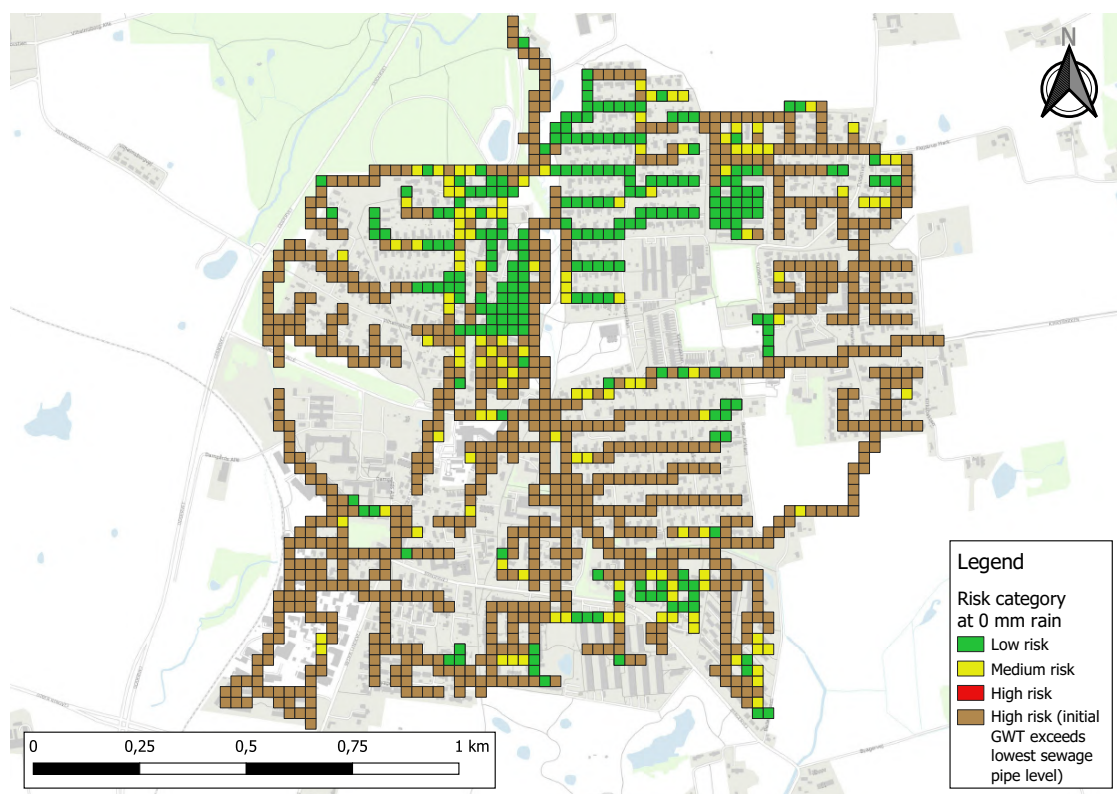 N
Legend
Risk category
at 0 mm rain
Low risk
Medium risk
High risk
High risk (initial
GWT exceeds
lowest sewage
pipe level)
0 0,25 0,5 0,75 1 km